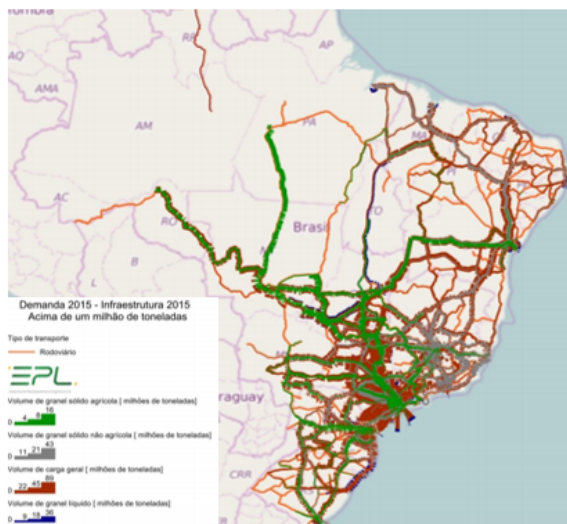 RR
AP
AQ
AMA
AM
PA
MA
PI
AC
RO
TO
Brasil
B
L
Demanda 2015 - Infraestrutura 2015
Acima de um milhão de toneladas
Tipo de transporte
Rodoviário
EPL
Volume de granel sólido agrícola [ milhões de toneladas]
0 4 8 16
Volume de granel sólido não agrícola [ milhões de toneladas]
0 11 21 43
Volume de carga geral [ milhões de toneladas]
0 22 45 89
Volume de granel líquido [ milhões de toneladas]
0 9 18 36
araguay
CRR